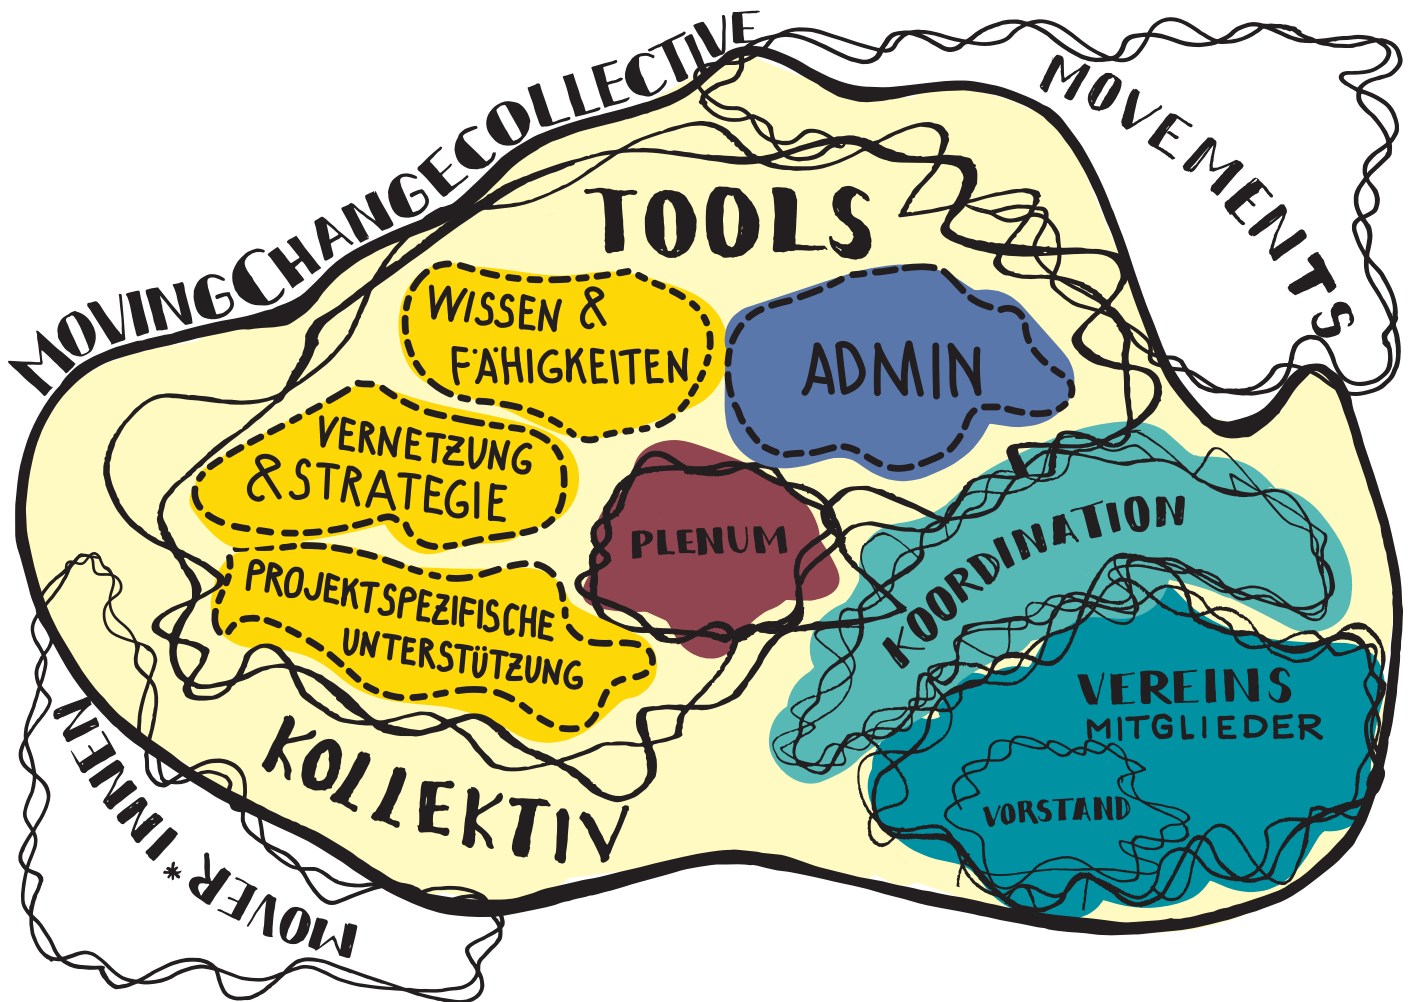 MOVINGCHANGECOLLECTIVE
MOVEMENTS
TOOLS
WISSEN &
FÄHIGKEITEN
ADMIN
VERNETZUNG
& STRATEGIE
PLENUM
KOORDINATION
PROJEKTSPEZIFISCHE
UNTERSTÜTZUNG
VEREINS
MITGLIEDER
VORSTAND
KOLLEKTIV
MOVER*INNEN